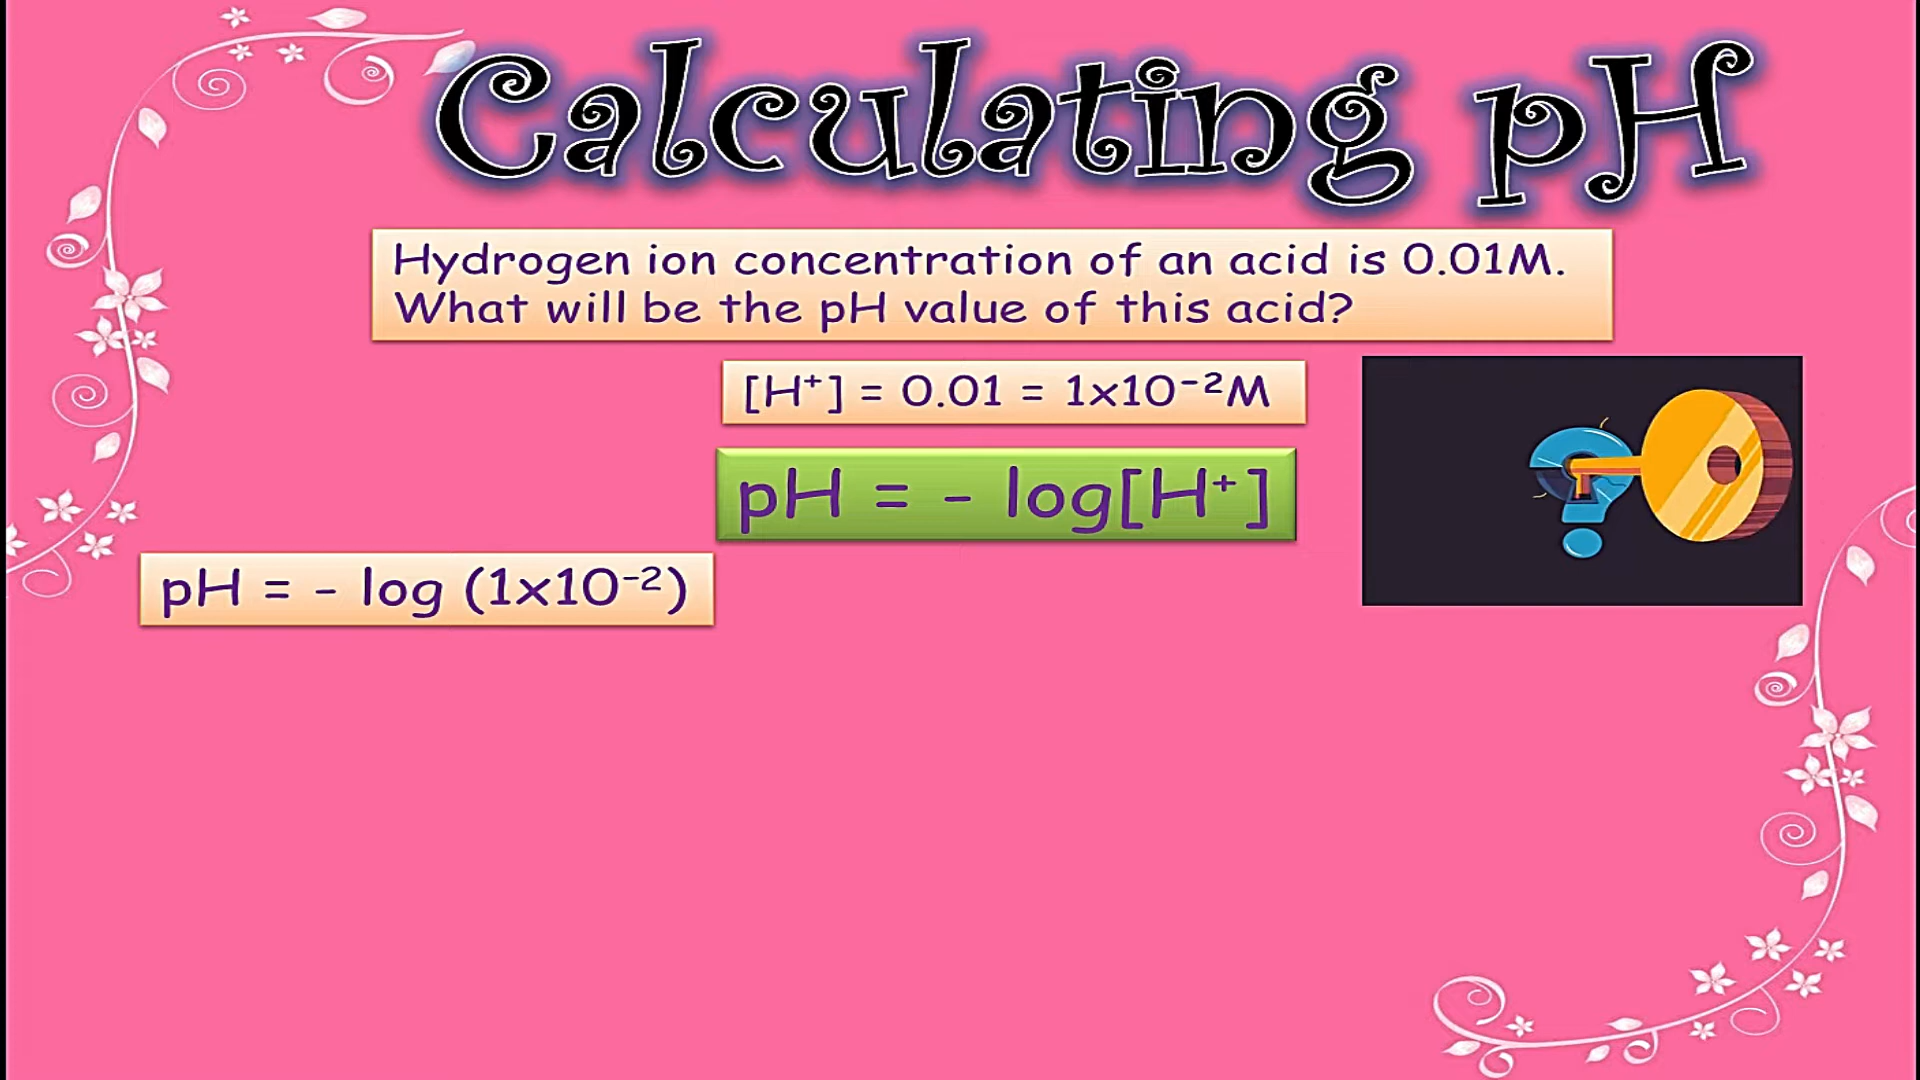 Calculating pH
Hydrogen ion concentration of an acid is 0.01M.
What will be the pH value of this acid?
[H⁺] = 0.01 = 1x10⁻²M
pH = - log[H⁺]
pH = - log (1x10⁻²)